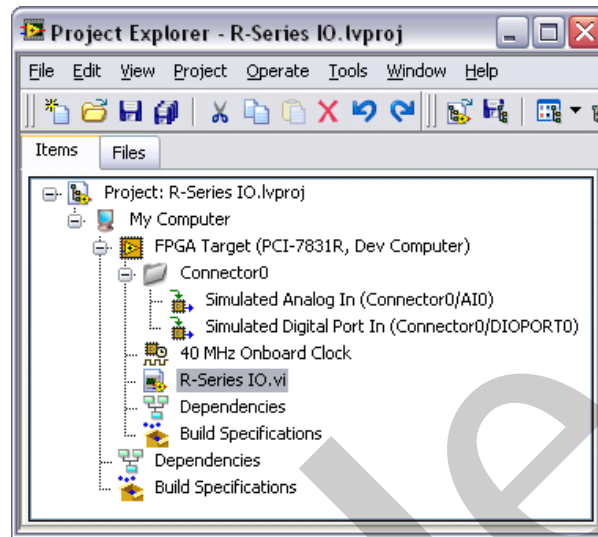 Project Explorer - R-Series IO.lvproj
File Edit View Project Operate Tools Window Help
Items Files
Project: R-Series IO.lvproj
My Computer
FPGA Target (PCI-7831R, Dev Computer)
Connector0
Simulated Analog In (Connector0/AI0)
Simulated Digital Port In (Connector0/DIOPORT0)
40 MHz Onboard Clock
R-Series IO.vi
Dependencies
Build Specifications
Dependencies
Build Specifications